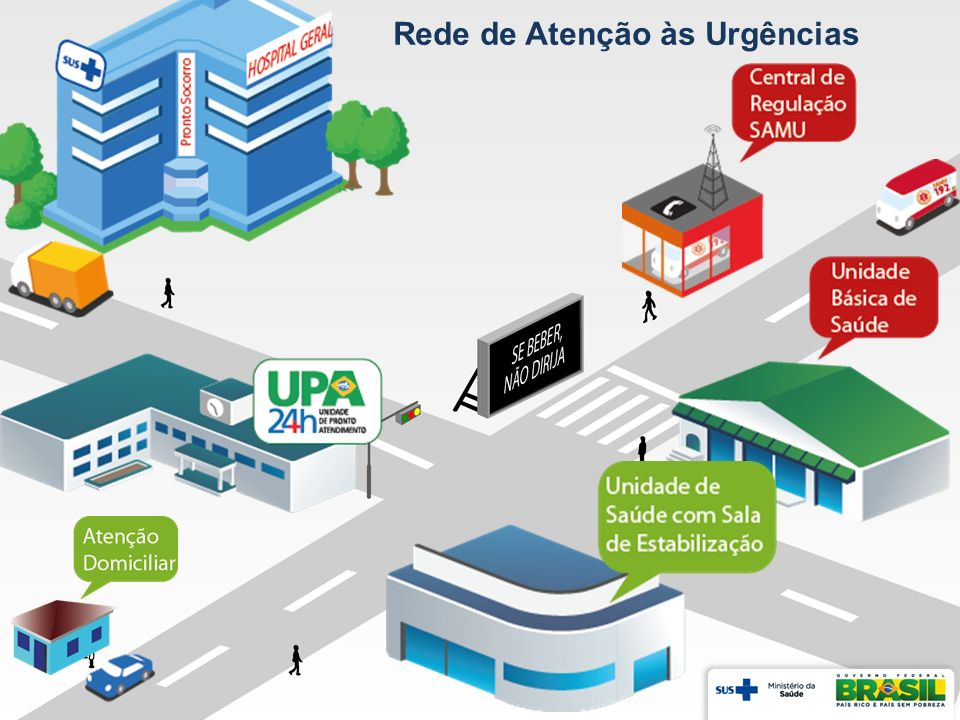 Rede de Atenção às Urgências
SUS
HOSPITAL GERAL
Pronto Socorro
Central de
Regulação
SAMU
SAMU
192
Unidade
Básica de
Saúde
SE BEBER,
NÃO DIRIJA
UPA
24h
UNIDADE
DE PRONTO
ATENDIMENTO
Unidade de
Saúde com Sala
de Estabilização
Atenção
Domiciliar
SUS
Ministério da
Saúde
GOVERNO FEDERAL
BRASIL
PAÍS RICO É PAÍS SEM POBREZA